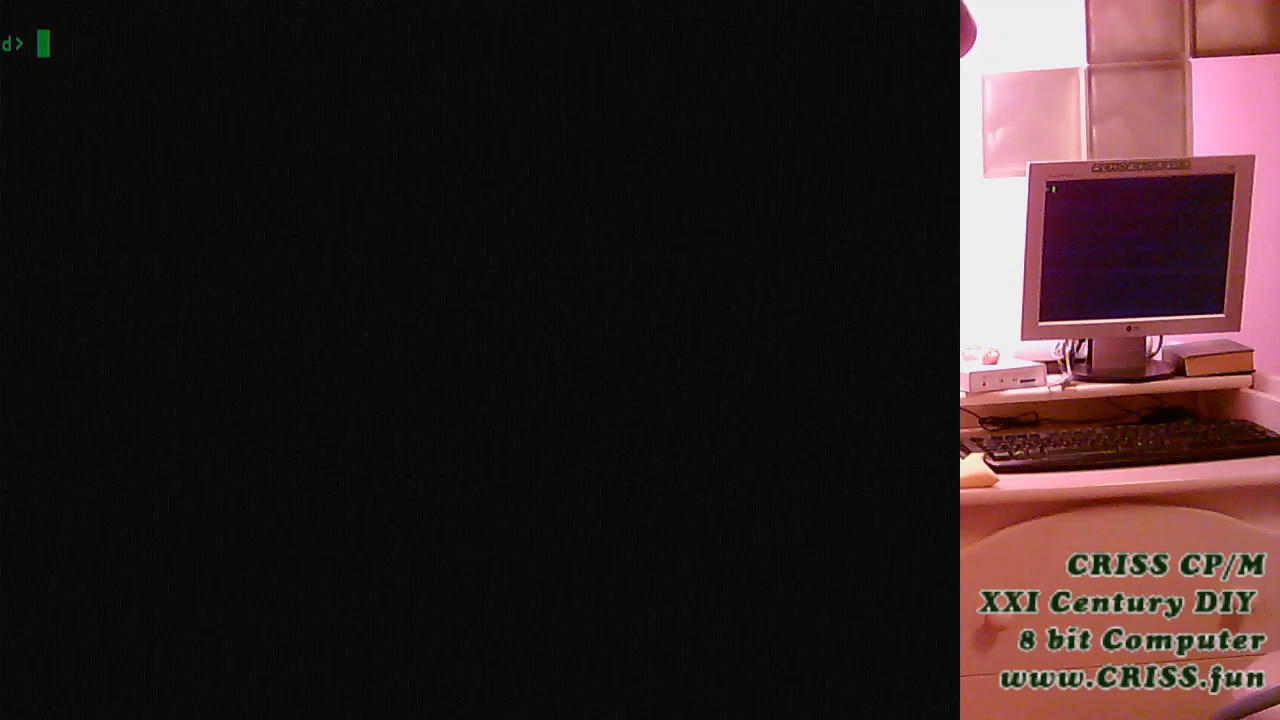 d>
CRISS CP/M
XXI Century DIY
8 bit Computer
www.CRISS.fun